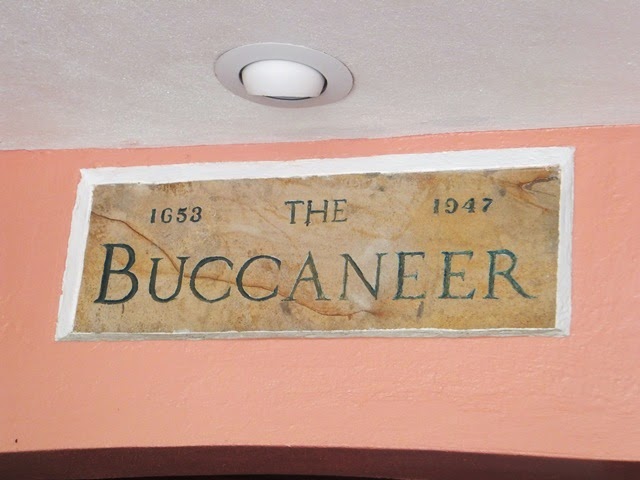 1653 THE 1947
BUCCANEER